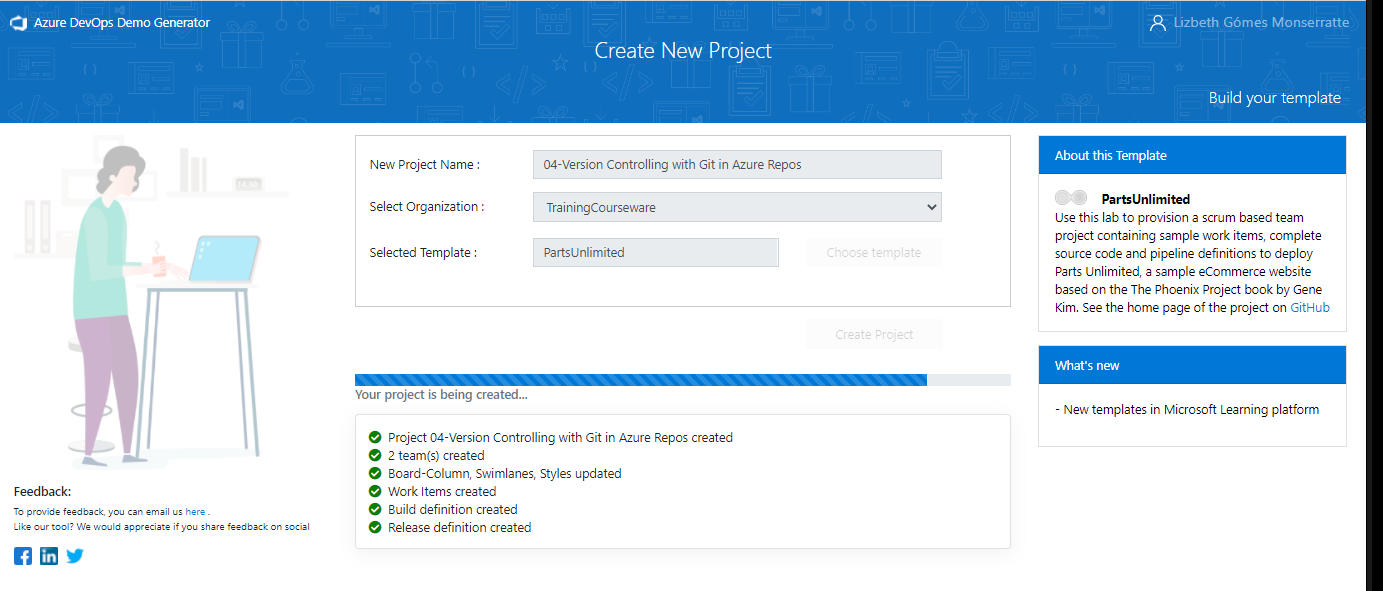 Azure DevOps Demo Generator
Lizbeth Gómes Monserratte
Create New Project
Build your template
New Project Name :
04-Version Controlling with Git in Azure Repos
Select Organization :
TrainingCourseware
Selected Template :
PartsUnlimited
Choose template
Create Project
Your project is being created...
Project 04-Version Controlling with Git in Azure Repos created
2 team(s) created
Board-Column, Swimlanes, Styles updated
Work Items created
Build definition created
Release definition created
About this Template
PartsUnlimited
Use this lab to provision a scrum based team
project containing sample work items, complete
source code and pipeline definitions to deploy
Parts Unlimited, a sample eCommerce website
based on the The Phoenix Project book by Gene
Kim. See the home page of the project on GitHub
What's new
- New templates in Microsoft Learning platform
Feedback:
To provide feedback, you can email us here .
Like our tool? We would appreciate if you share feedback on social